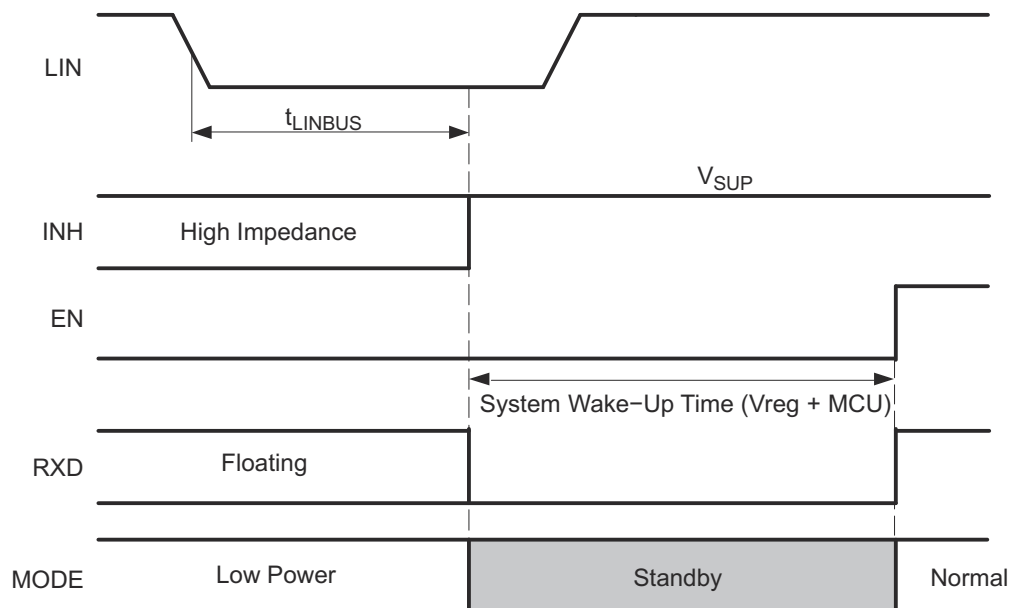 LIN
tLINBUS
VSUP
INH
High Impedance
EN
System Wake−Up Time (Vreg + MCU)
RXD
Floating
MODE
Low Power
Standby
Normal